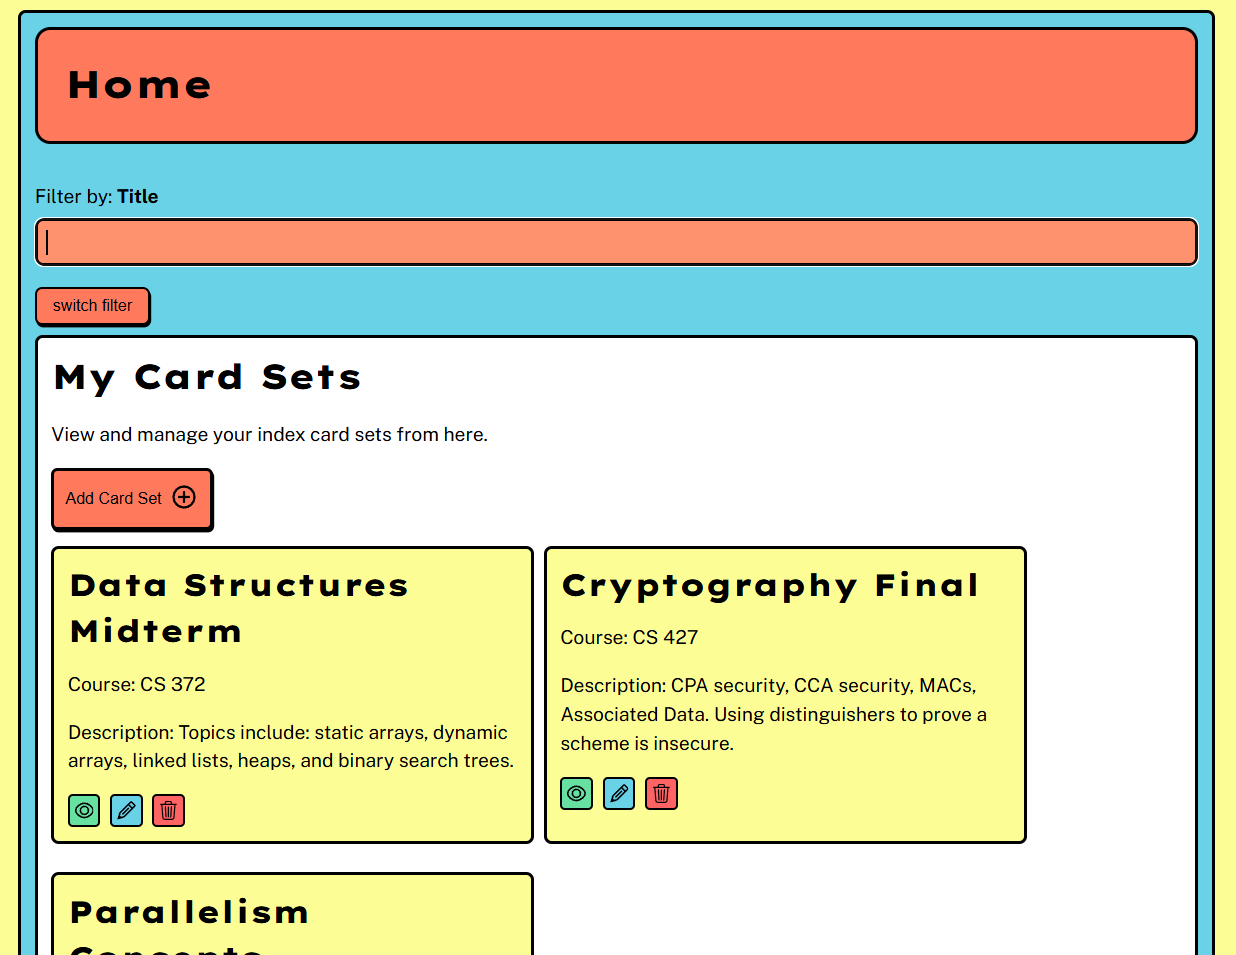 Home
Filter by: Title
switch filter
My Card Sets
View and manage your index card sets from here.
Add Card Set
Data Structures
Midterm
Course: CS 372
Description: Topics include: static arrays, dynamic
arrays, linked lists, heaps, and binary search trees.
Cryptography Final
Course: CS 427
Description: CPA security, CCA security, MACs,
Associated Data. Using distinguishers to prove a
scheme is insecure.
Parallelism
Concepts